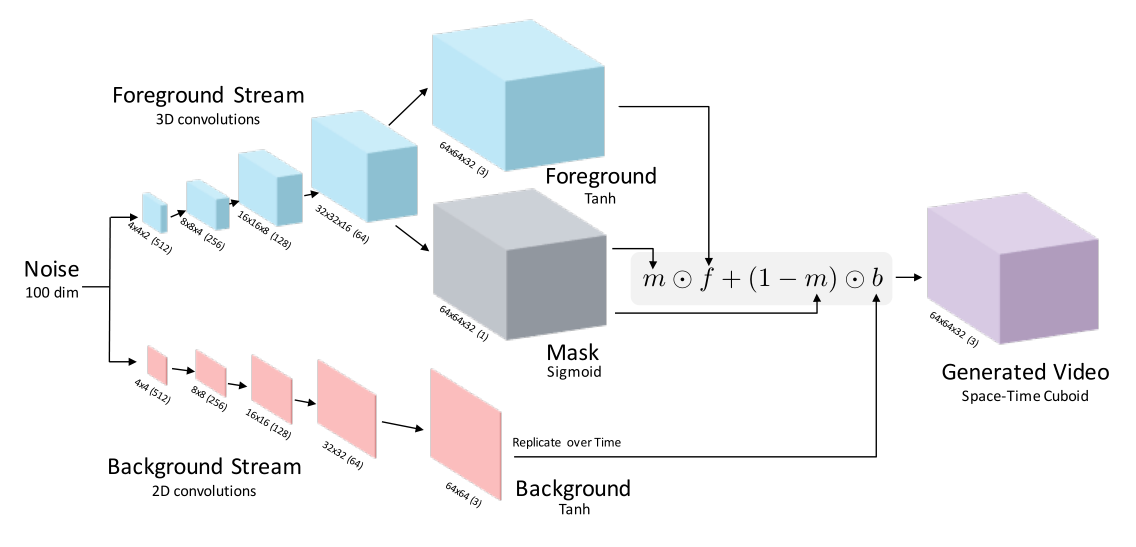 Foreground Stream
3D convolutions
4x4x2 (512)
8x8x4 (256)
16x16x8 (128)
32x32x16 (64)
64x64x32 (3)
Foreground
Tanh
Noise
100 dim
64x64x32 (1)
Mask
Sigmoid
m ⊙ f + (1 − m) ⊙ b
64x64x32 (3)
Generated Video
Space-Time Cuboid
4x4 (512)
8x8 (256)
16x16 (128)
32x32 (64)
64x64 (3)
Replicate over Time
Background Stream
2D convolutions
Background
Tanh